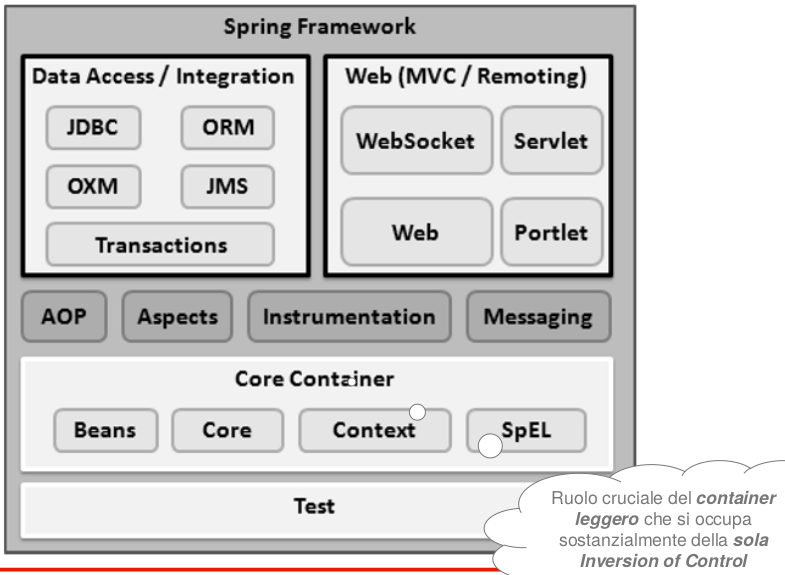 Spring Framework
Data Access / Integration
JDBC
ORM
OXM
JMS
Transactions
Web (MVC / Remoting)
WebSocket
Servlet
Web
Portlet
AOP
Aspects
Instrumentation
Messaging
Core Container
Beans
Core
Context
SpEL
Test
Ruolo cruciale del container
leggero che si occupa
sostanzialmente della sola
Inversion of Control